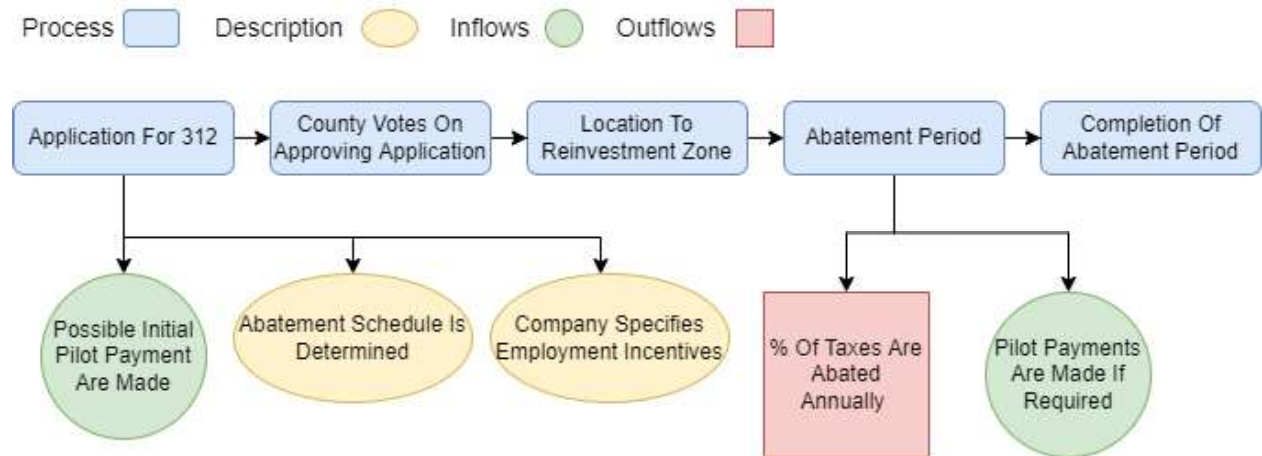 Process Description Inflows Outflows
Application For 312
County Votes On
Approving Application
Location To
Reinvestment Zone
Abatement Period
Completion Of
Abatement Period
Possible Initial
Pilot Payment
Are Made
Abatement Schedule Is
Determined
Company Specifies
Employment Incentives
% Of Taxes Are
Abated
Annually
Pilot Payments
Are Made If
Required